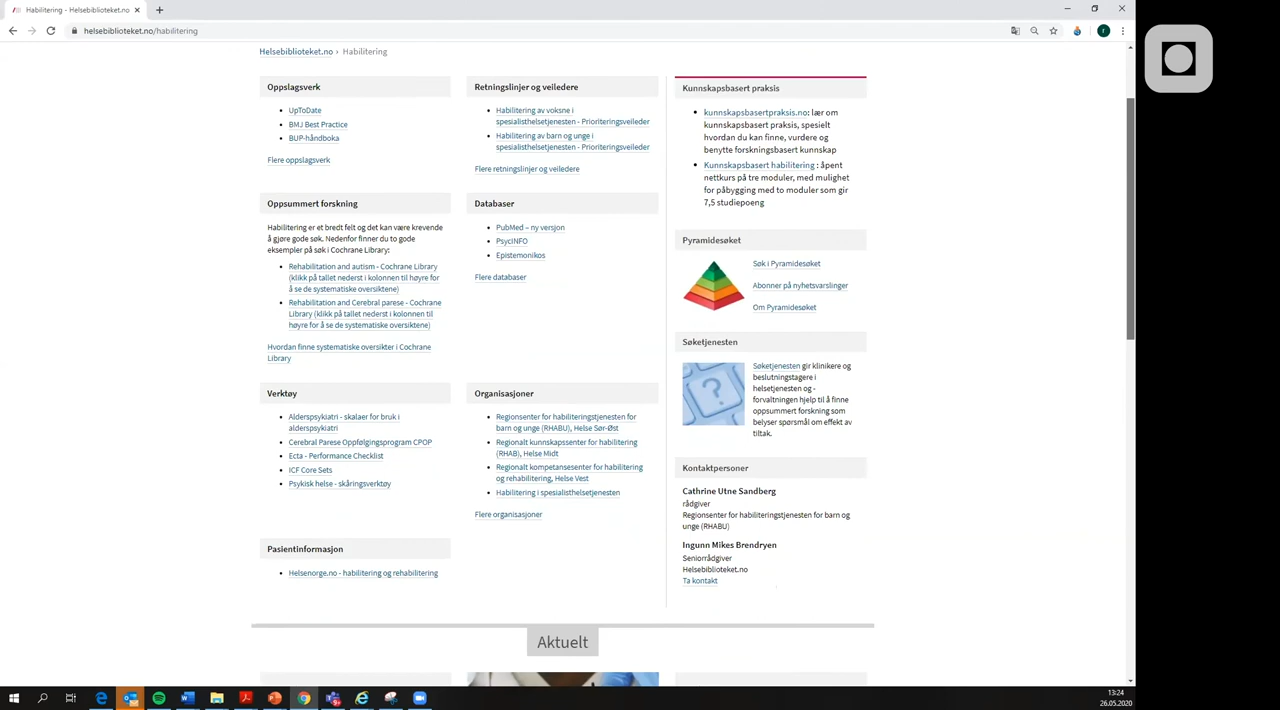 Habilitering - Helsebiblioteket.no
helsebiblioteket.no/habilitering
Helsebiblioteket.no › Habilitering
Oppslagsverk
UpToDate
BMJ Best Practice
BUP-håndboka
Flere oppslagsverk
Retningslinjer og veiledere
Habilitering av voksne i
spesialisthelsetjenesten - Prioriteringsveileder
Habilitering av barn og unge i
spesialisthelsetjenesten - Prioriteringsveileder
Flere retningslinjer og veiledere
Kunnskapsbasert praksis
kunnskapsbasertpraksis.no: lær om
kunnskapsbasert praksis, spesielt
hvordan du kan finne, vurdere og
benytte forskningsbasert kunnskap
Kunnskapsbasert habilitering : åpent
nettkurs på tre moduler, med mulighet
for påbygging med to moduler som gir
7,5 studiepoeng
Oppsummert forskning
Habilitering er et bredt felt og det kan være krevende
å gjøre gode søk. Nedenfor finner du to gode
eksempler på søk i Cochrane Library:
Rehabilitation and autism - Cochrane Library
(klikk på tallet nederst i kolonnen til høyre for
å se de systematiske oversiktene)
Rehabilitation and Cerebral parese - Cochrane
Library (klikk på tallet nederst i kolonnen til
høyre for å se de systematiske oversiktene)
Hvordan finne systematiske oversikter i Cochrane
Library
Databaser
PubMed – ny versjon
PsycINFO
Epistemonikos
Flere databaser
Pyramidesøket
Søk i Pyramidesøket
Abonner på nyhetsvarslinger
Om Pyramidesøket
Søketjenesten
Søketjenesten gir klinikere og
beslutningstagere i
helsetjenesten og -
forvaltningen hjelp til å finne
oppsummert forskning som
belyser spørsmål om effekt av
tiltak.
Verktøy
Alderspsykiatri - skalaer for bruk i
alderspsykiatri
Cerebral Parese Oppfølgingsprogram CPOP
Ecta - Performance Checklist
ICF Core Sets
Psykisk helse - skåringsverktøy
Organisasjoner
Regionsenter for habiliteringstjenesten for
barn og unge (RHABU), Helse Sør-Øst
Regionalt kunnskapssenter for habilitering
(RHAB), Helse Midt
Regionalt kompetansesenter for habilitering
og rehabilitering, Helse Vest
Habilitering i spesialisthelsetjenesten
Flere organisasjoner
Kontaktpersoner
Cathrine Utne Sandberg
rådgiver
Regionsenter for habiliteringstjenesten for barn og
unge (RHABU)
Ingunn Mikes Brendryen
Seniorrådgiver
Helsebiblioteket.no
Ta kontakt
Pasientinformasjon
Helsenorge.no - habilitering og rehabilitering
Aktuelt
13:24
26.05.2020